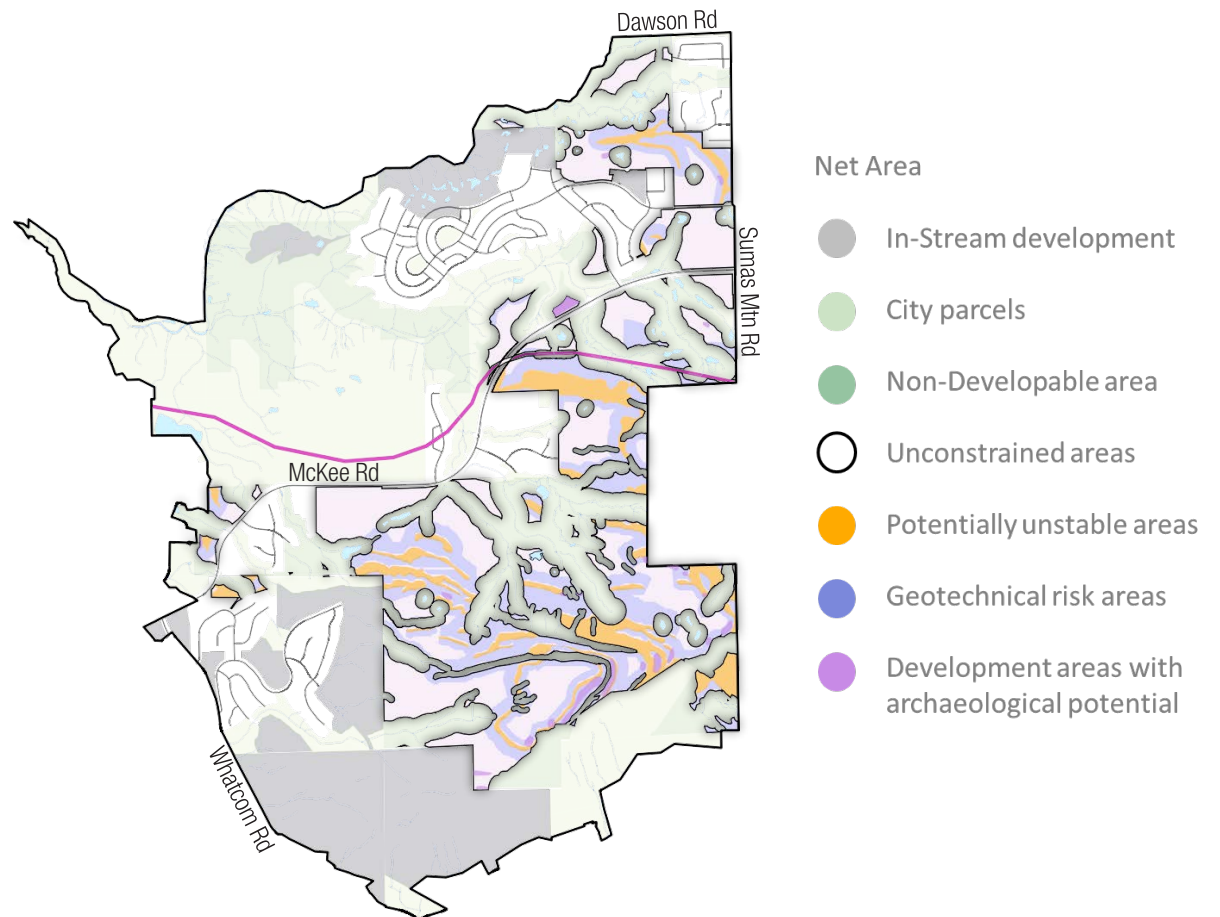 Dawson Rd
Net Area
In-Stream development
Sumas Mtn Rd
City parcels
Non-Developable area
Unconstrained areas
McKee Rd
Potentially unstable areas
Geotechnical risk areas
Development areas with
archaeological potential
Whatcom Rd